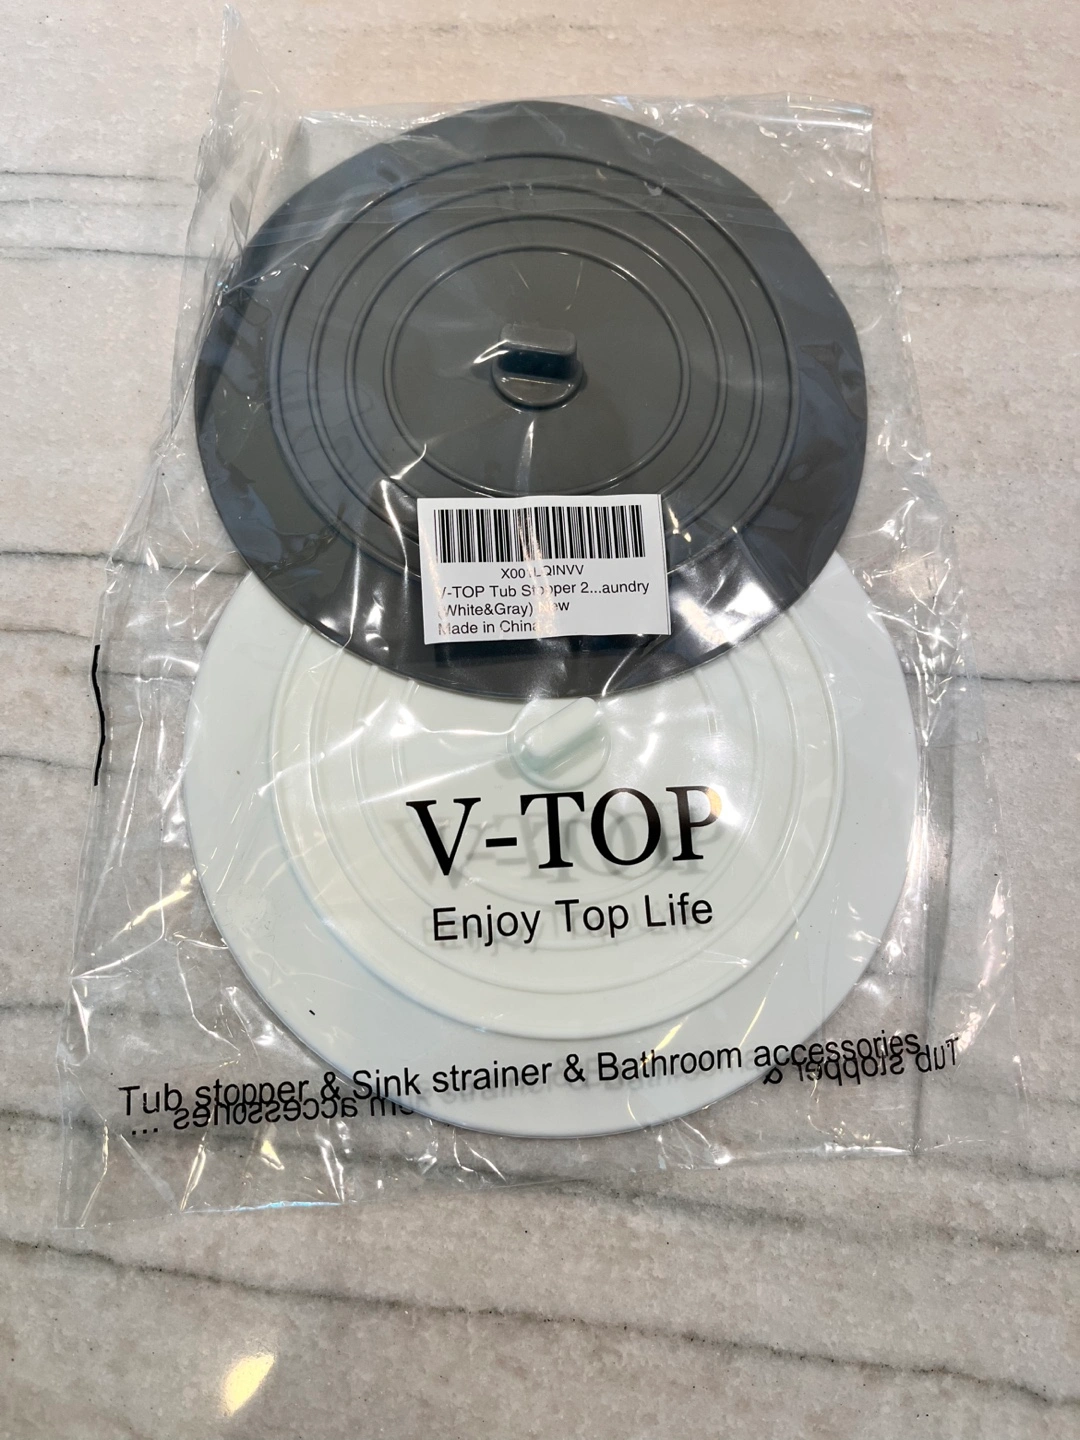 V-TOP Tub Stopper 2...aundry
(White&Gray) New
Made in China
V-TOP
Enjoy Top Life
Tub stopper & Sink strainer & Bathroom accessories